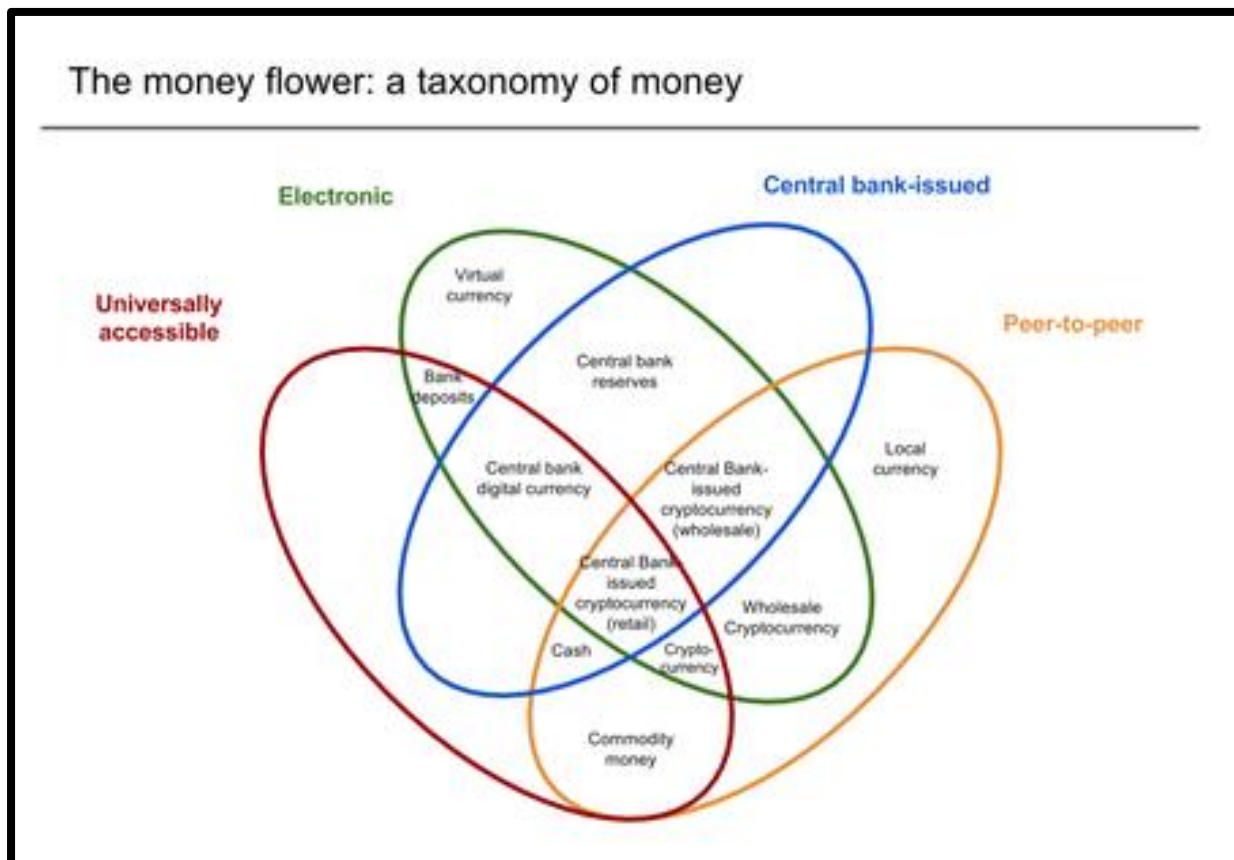 The money flower: a taxonomy of money
Electronic
Central bank-issued
Universally
accessible
Peer-to-peer
Virtual
currency
Bank
deposits
Central bank
reserves
Local
currency
Central bank
digital currency
Central Bank-
issued
cryptocurrency
(wholesale)
Central Bank
issued
cryptocurrency
(retail)
Wholesale
Cryptocurrency
Cash
Crypto-
currency
Commodity
money